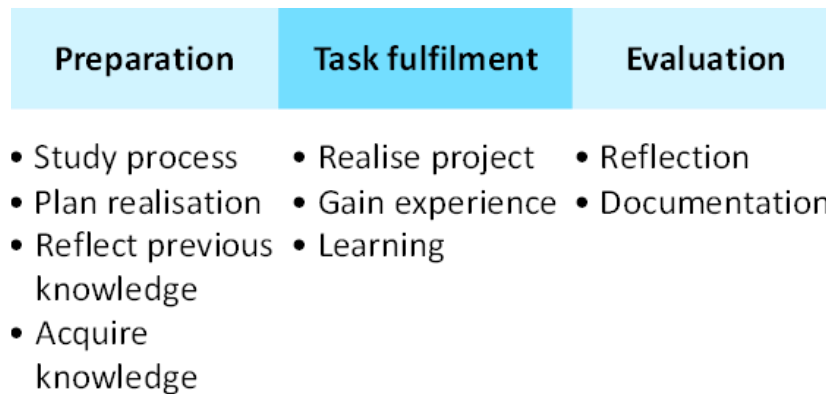 Preparation
Task fulfilment
Evaluation
• Study process
• Plan realisation
• Reflect previous
knowledge
• Acquire
knowledge
• Realise project
• Gain experience
• Learning
• Reflection
• Documentation